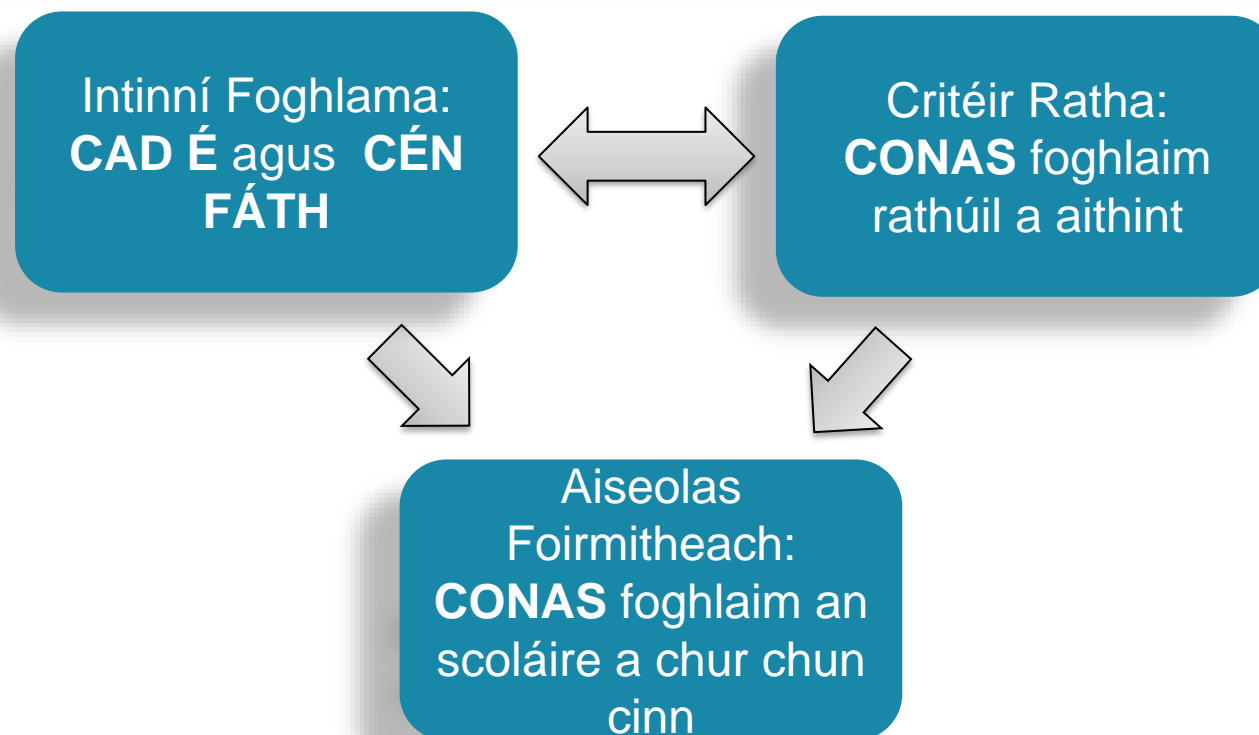 Intinní Foghlama:
CAD É agus CÉN
FÁTH
Critéir Ratha:
CONAS foghlaim
rathúil a aithint
Aiseolas
Foirmitheach:
CONAS foghlaim an
scoláire a chur chun
cinn